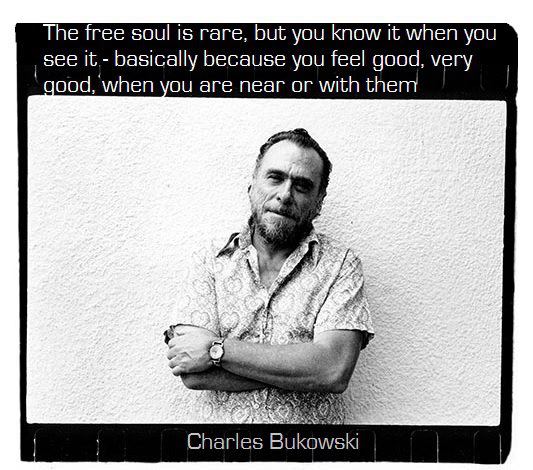 The free soul is rare, but you know it when you
see it - basically because you feel good, very
good, when you are near or with them
Charles Bukowski